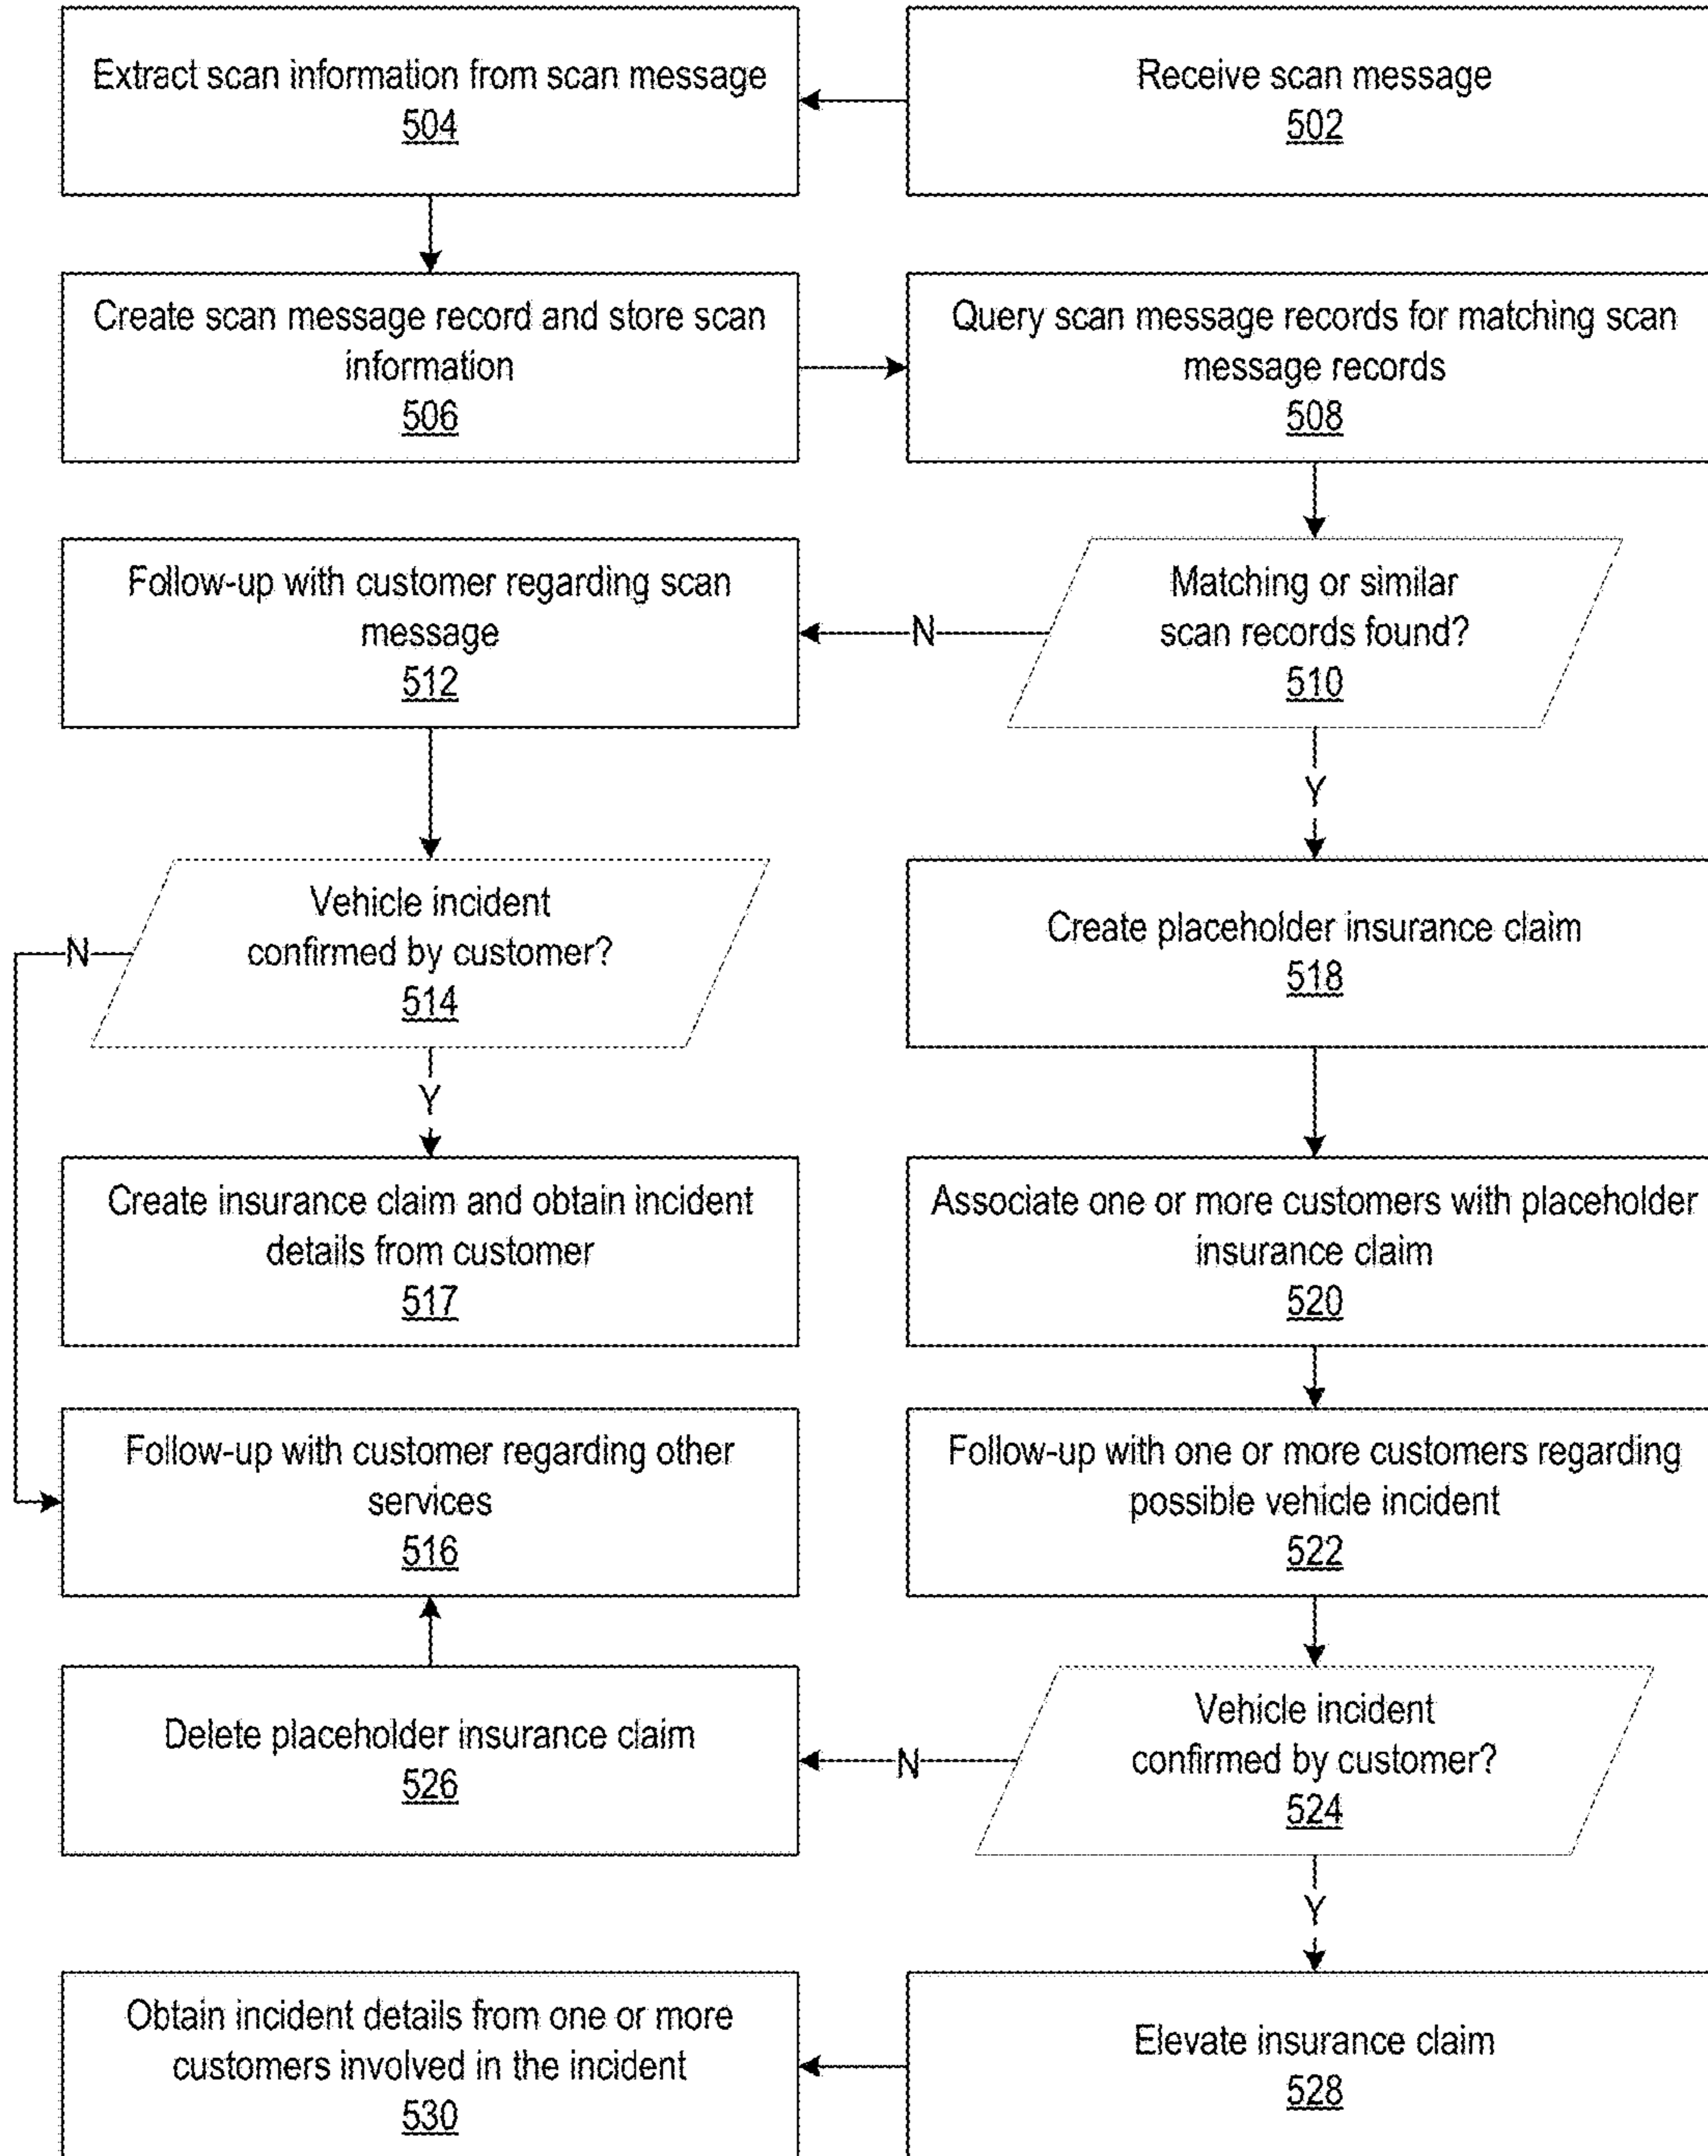 Extract scan information from scan message
504
Receive scan message
502
Create scan message record and store scan
information
506
Query scan message records for matching scan
message records
508
Follow-up with customer regarding scan
message
512
N
Matching or similar
scan records found?
510
Y
Vehicle incident
confirmed by customer?
514
N
Y
Create placeholder insurance claim
518
Create insurance claim and obtain incident
details from customer
517
Associate one or more customers with placeholder
insurance claim
520
Follow-up with customer regarding other
services
516
Follow-up with one or more customers regarding
possible vehicle incident
522
Delete placeholder insurance claim
526
N
Vehicle incident
confirmed by customer?
524
Y
Obtain incident details from one or more
customers involved in the incident
530
Elevate insurance claim
528